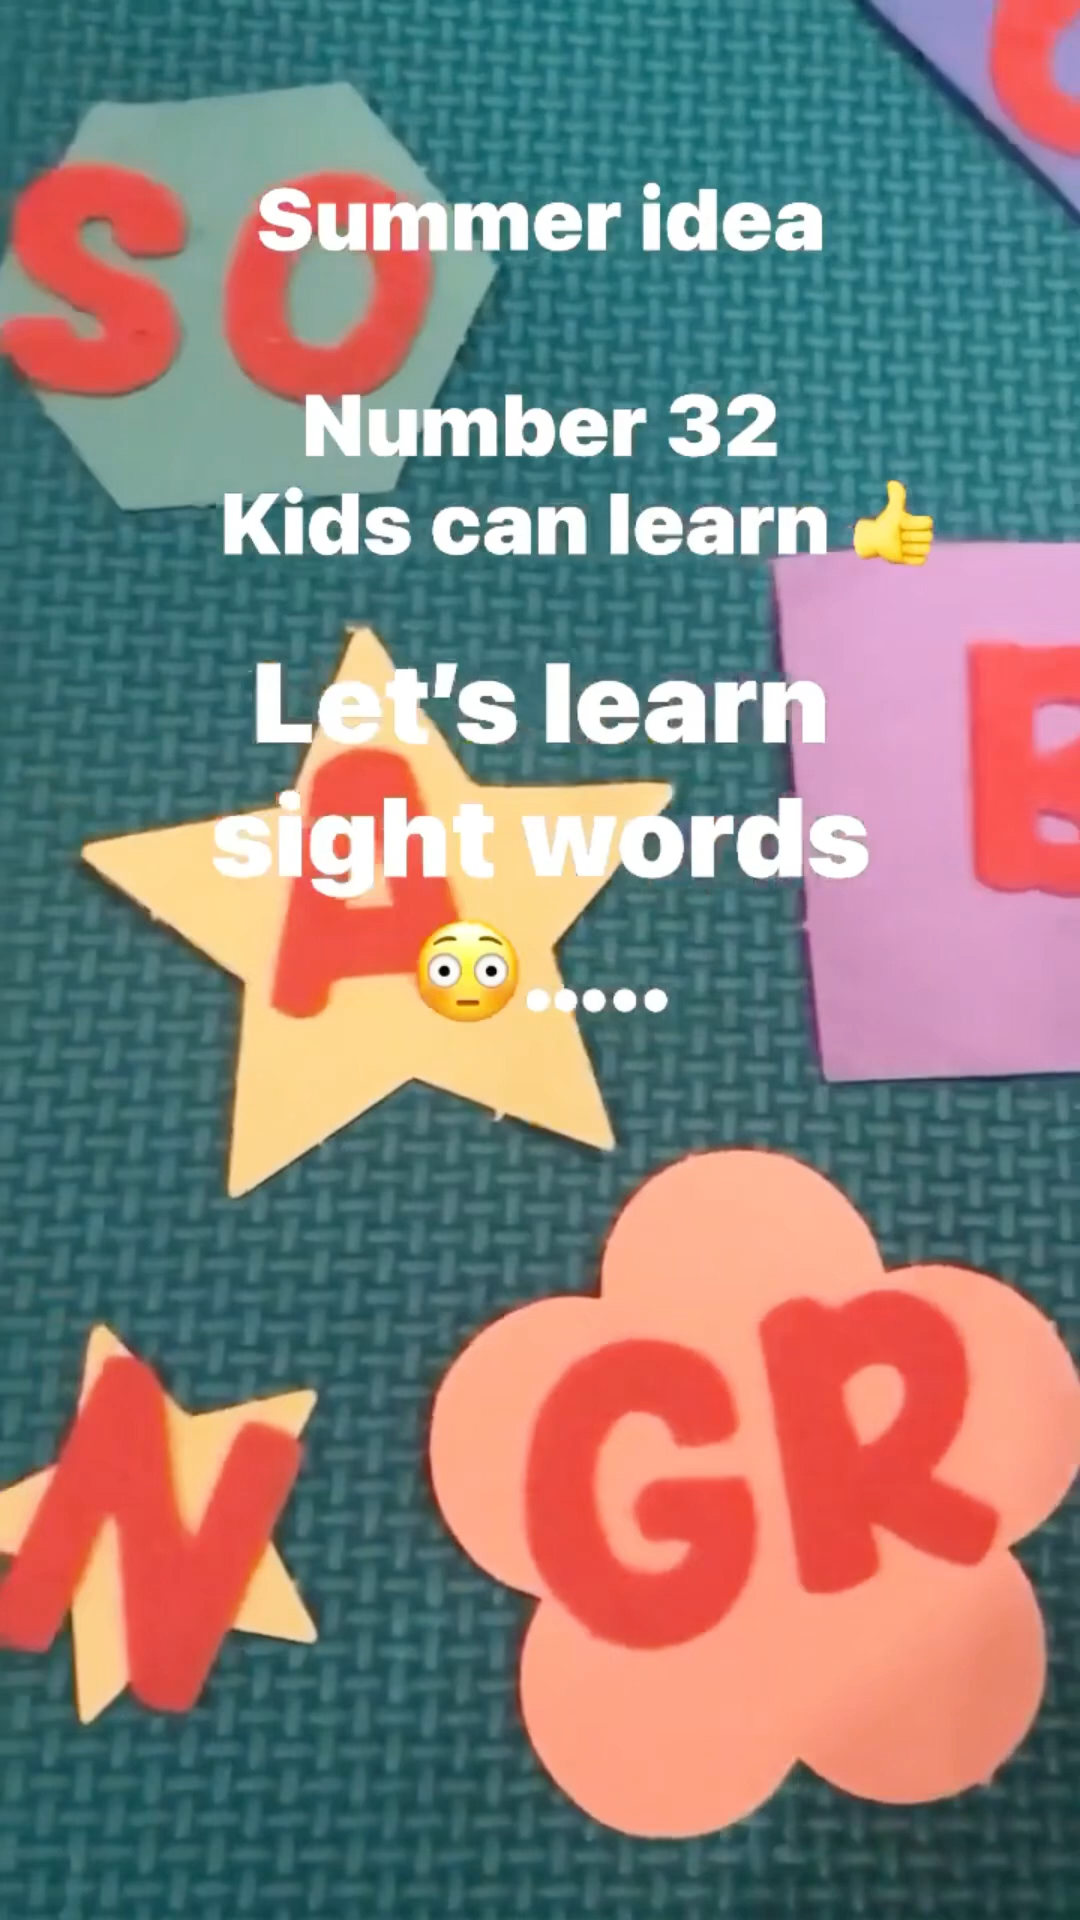 SO
Summer idea
Number 32
Kids can learn 👍
Let's learn
sight words
😳.....
A
B
N
GR